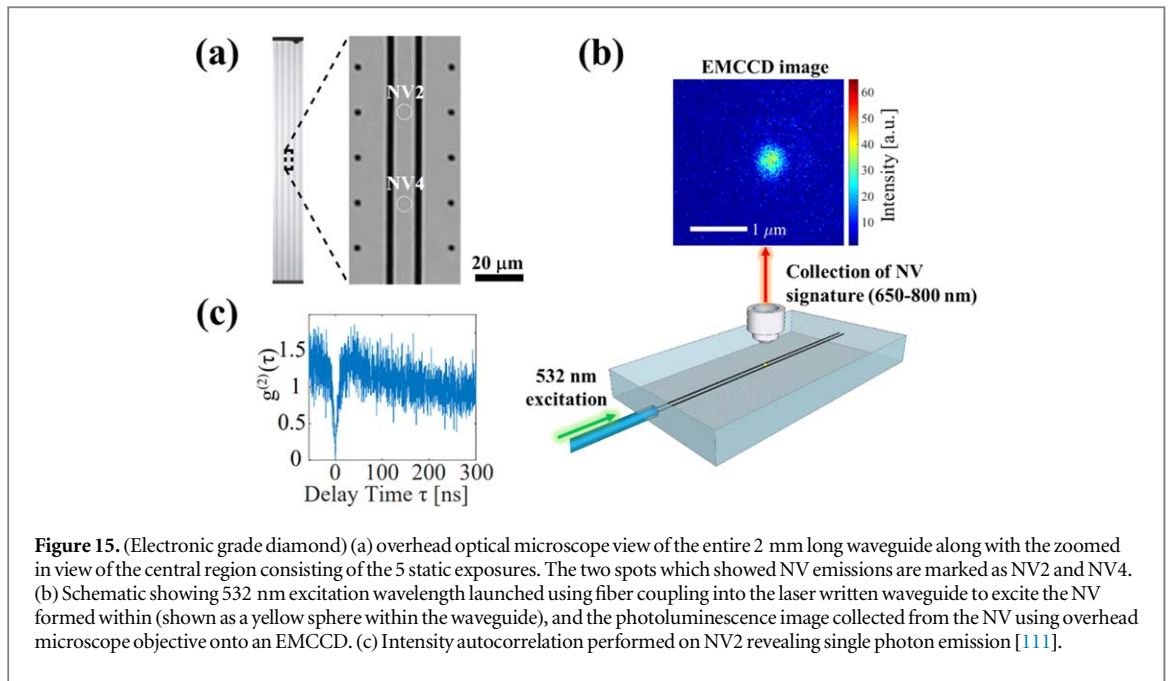 (a)
NV2
NV4
20 μm
(b)
EMCCD image
60
50
40
30
20
10
Intensity [a.u.]
1 μm
Collection of NV
signature (650-800 nm)
532 nm
excitation
(c)
g(2)(τ)
1.5
1
0.5
0
0 100 200 300
Delay Time τ [ns]
Figure 15. (Electronic grade diamond) (a) overhead optical microscope view of the entire 2 mm long waveguide along with the zoomed
in view of the central region consisting of the 5 static exposures. The two spots which showed NV emissions are marked as NV2 and NV4.
(b) Schematic showing 532 nm excitation wavelength launched using fiber coupling into the laser written waveguide to excite the NV
formed within (shown as a yellow sphere within the waveguide), and the photoluminescence image collected from the NV using overhead
microscope objective onto an EMCCD. (c) Intensity autocorrelation performed on NV2 revealing single photon emission [111].